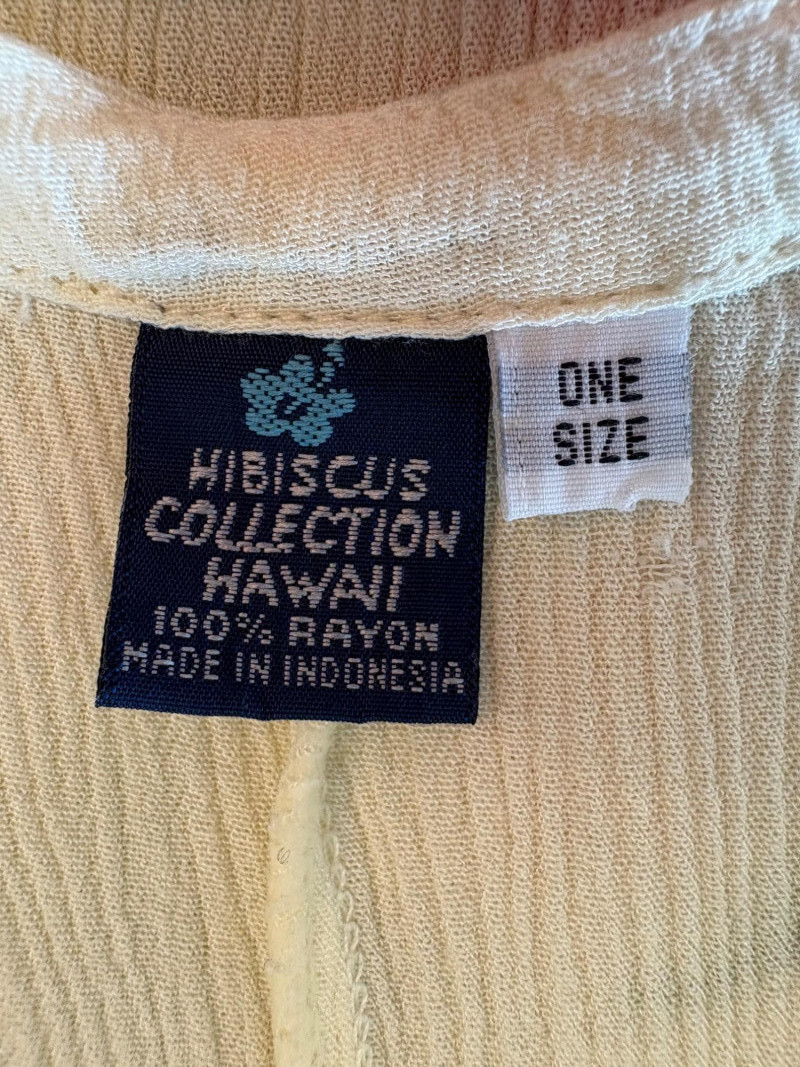 HIBISCUS
COLLECTION
HAWAII
100% RAYON
MADE IN INDONESIA
ONE
SIZE